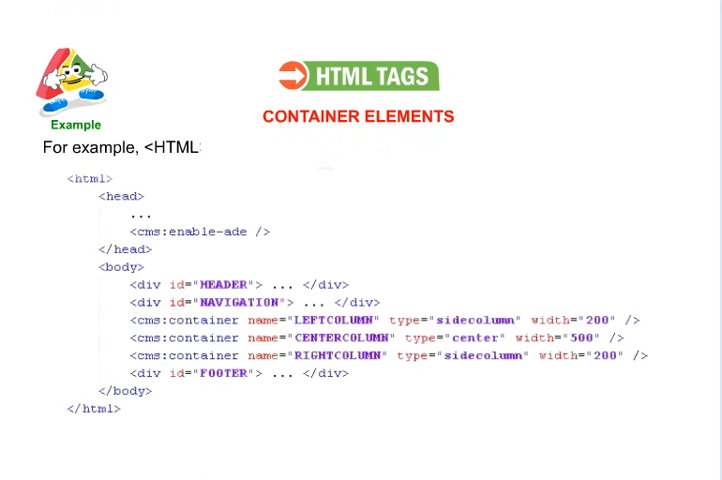 HTML TAGS
CONTAINER ELEMENTS
Example
For example, <HTML
<html>
<head>
...
<cms:enable-ade />
</head>
<body>
<div id="HEADER"> ... </div>
<div id="NAVIGATION"> ... </div>
<cms:container name="LEFTCOLUMN" type="sidecolumn" width="200" />
<cms:container name="CENTERCOLUMN" type="center" width="500" />
<cms:container name="RIGHTCOLUMN" type="sidecolumn" width="200" />
<div id="FOOTER"> ... </div>
</body>
</html>